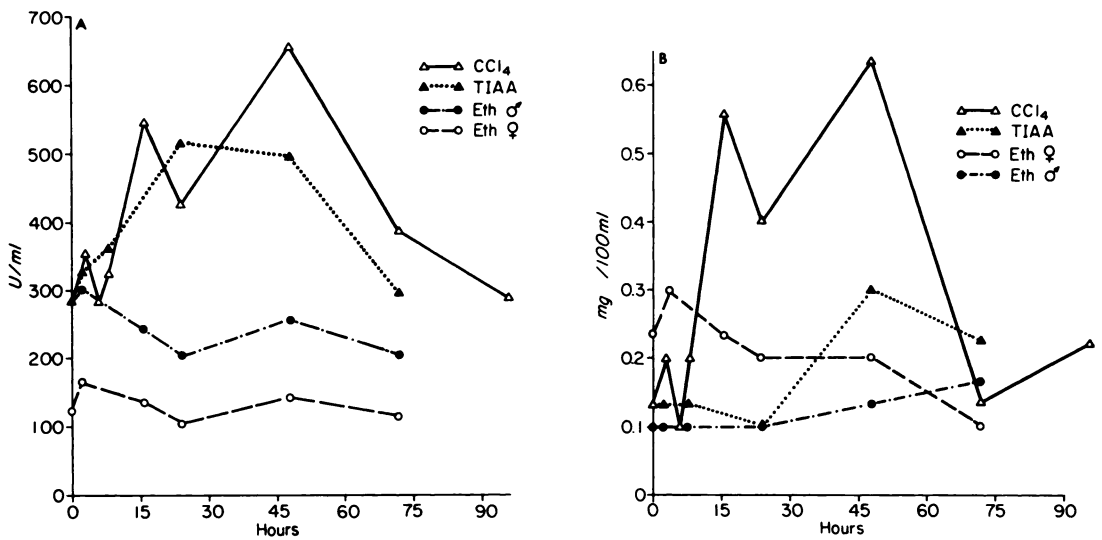 A
700
600
500
400
300
200
100
0
U/ml
0 15 30 45 60 75 90
Hours
CCl₄
TIAA
Eth ♂
Eth ♀
B
0.6
0.5
0.4
0.3
0.2
0.1
0
mg /100ml
0 15 30 45 60 75 90
Hours
CCl₄
TIAA
Eth ♀
Eth ♂